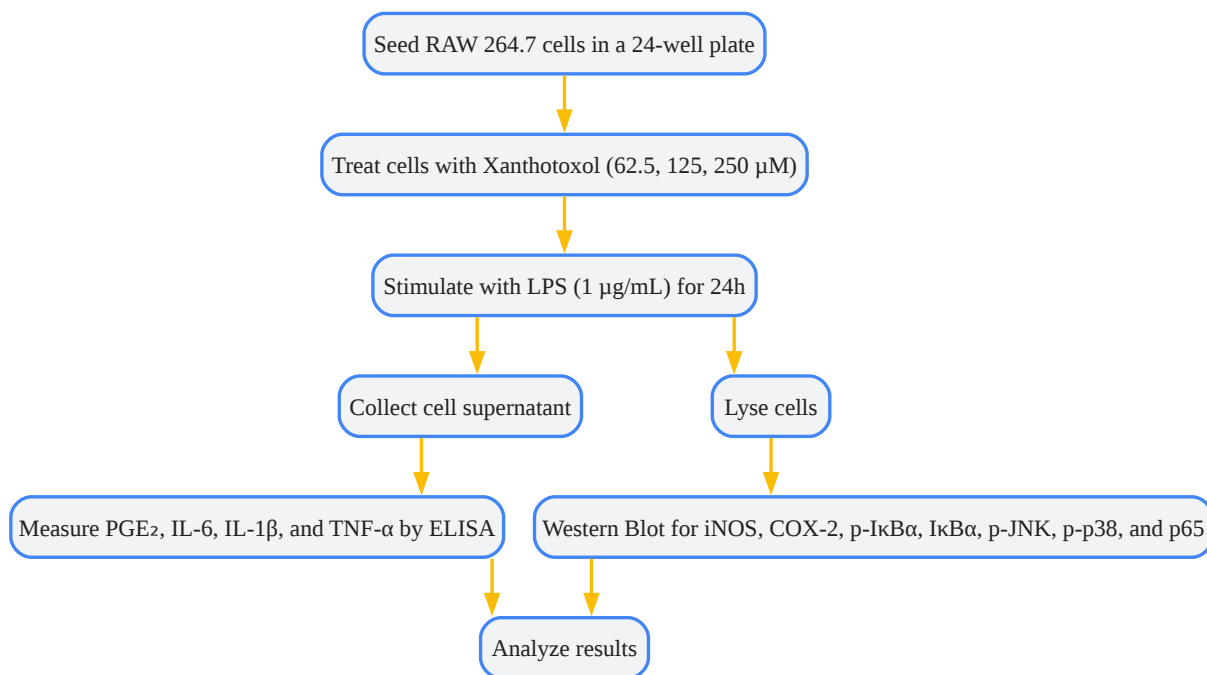 Seed RAW 264.7 cells in a 24-well plate
Treat cells with Xanthotoxol (62.5, 125, 250 µM)
Stimulate with LPS (1 µg/mL) for 24h
Collect cell supernatant
Lyse cells
Measure PGE₂, IL-6, IL-1β, and TNF-α by ELISA
Western Blot for iNOS, COX-2, p-IκBα, IκBα, p-JNK, p-p38, and p65
Analyze results